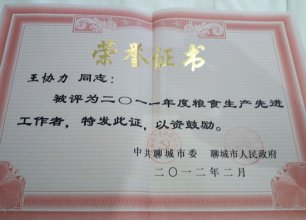 荣誉证书
王协力 同志:
被评为二〇一一年度粮食生产先进
工作者，特发此证，以资鼓励。
中共聊城市委 聊城市人民政府
二〇一二年二月